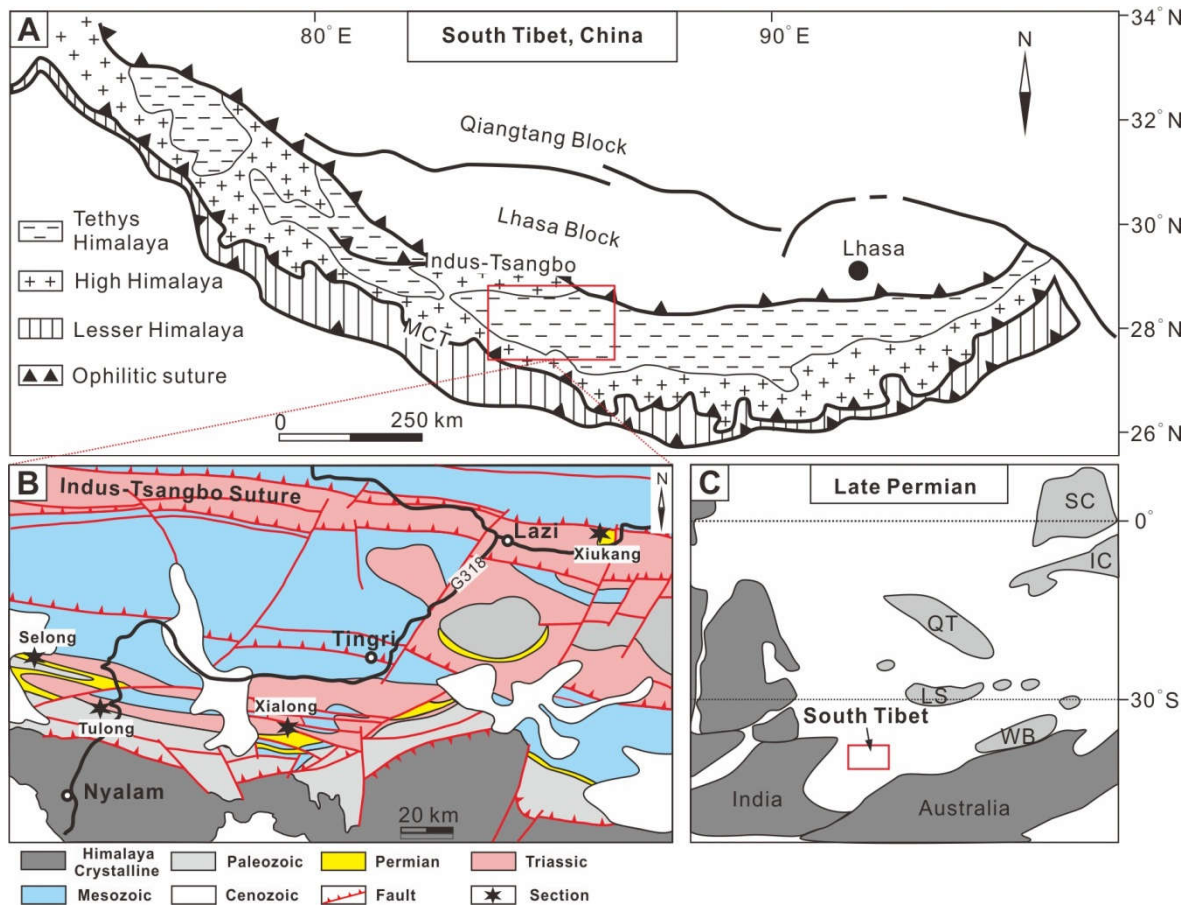 A
80°E
South Tibet, China
90°E
34°N
N
32°N
30°N
28°N
26°N
Qiangtang Block
Lhasa Block
Lhasa
Indus-Tsangbo
MCT
Tethys
Himalaya
High Himalaya
Lesser Himalaya
Ophilitic suture
0
250 km
B
Indus-Tsangbo Suture
N
Lazi
Xiukang
G318
Selong
Tingri
Xialong
Tulong
Nyalam
20 km
C
Late Permian
SC
0°
IC
QT
LS
30°S
South Tibet
WB
India
Australia
Himalaya
Crystalline
Paleozoic
Permian
Triassic
Mesozoic
Cenozoic
Fault
Section